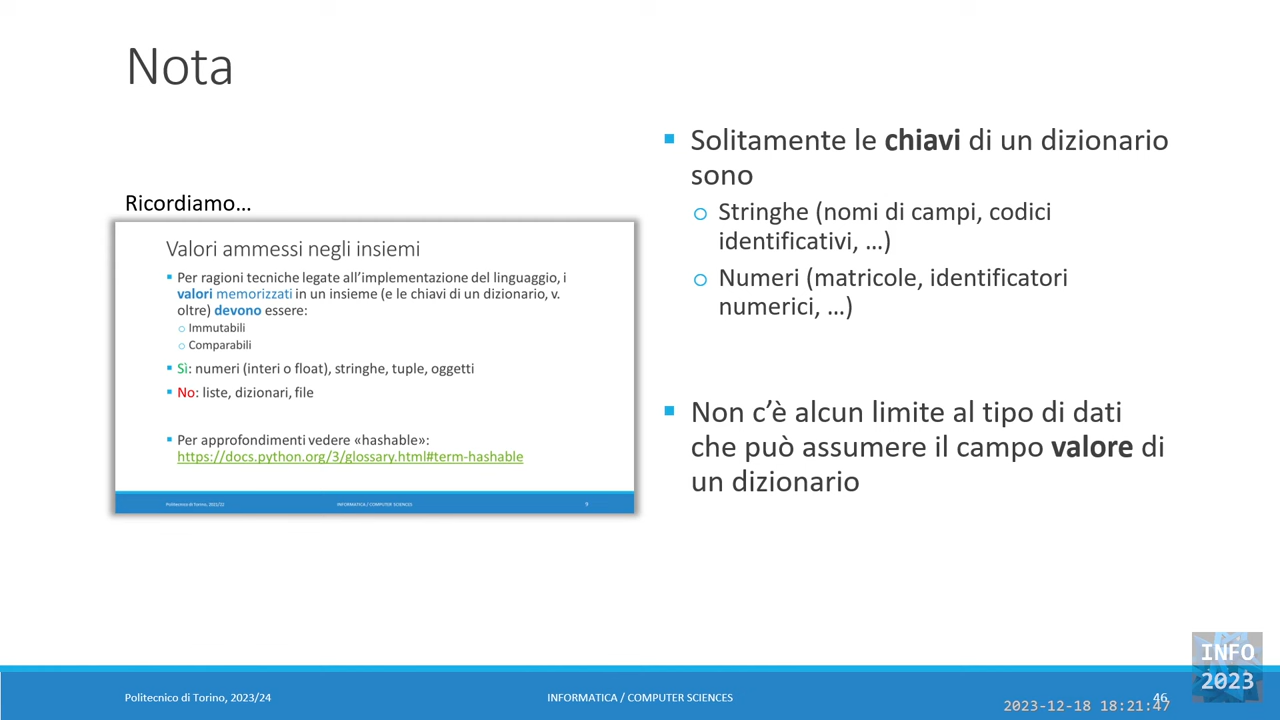 Nota
Ricordiamo…
Valori ammessi negli insiemi
▪ Per ragioni tecniche legate all’implementazione del linguaggio, i
valori memorizzati in un insieme (e le chiavi di un dizionario, v.
oltre) devono essere:
o Immutabili
o Comparabili
▪ Sì: numeri (interi o float), stringhe, tuple, oggetti
▪ No: liste, dizionari, file
▪ Per approfondimenti vedere «hashable»:
https://docs.python.org/3/glossary.html#term-hashable
Politecnico di Torino, 2021/22
INFORMATICA / COMPUTER SCIENCES
9
▪ Solitamente le chiavi di un dizionario
sono
o Stringhe (nomi di campi, codici
identificativi, …)
o Numeri (matricole, identificatori
numerici, …)
▪ Non c’è alcun limite al tipo di dati
che può assumere il campo valore di
un dizionario
INFO
2023
Politecnico di Torino, 2023/24
INFORMATICA / COMPUTER SCIENCES
46
2023-12-18 18:21:47